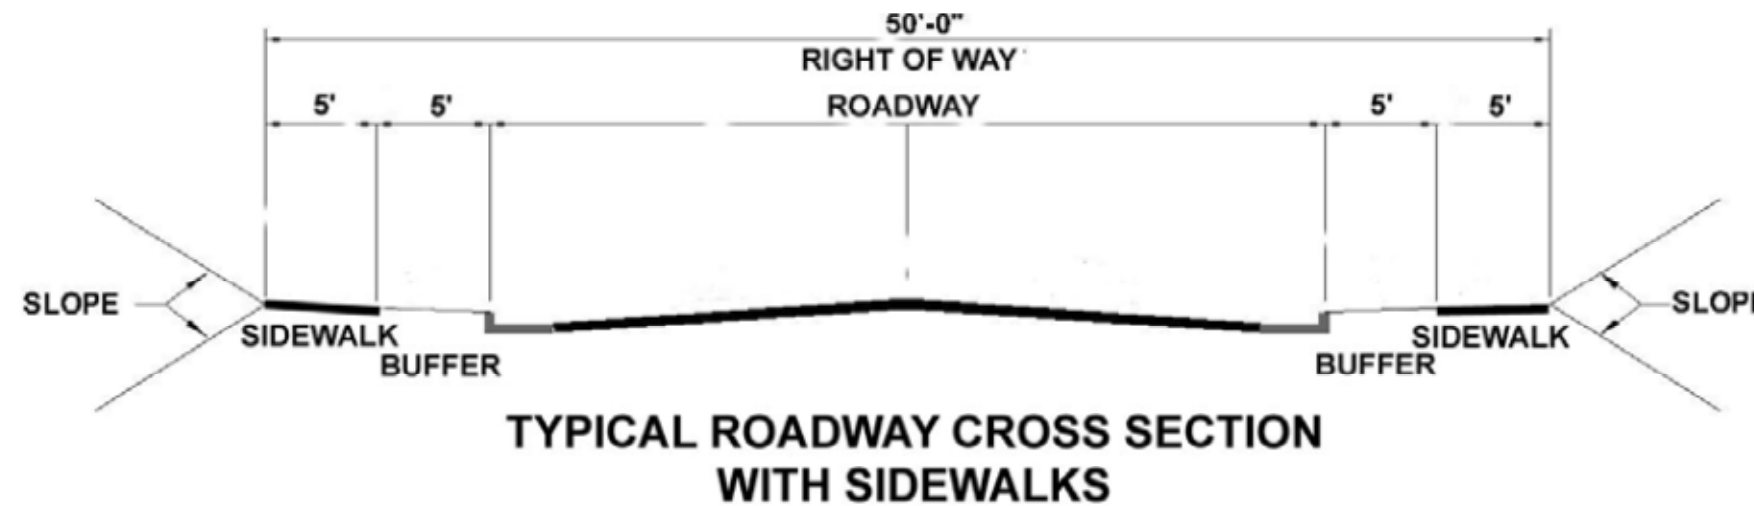 50'-0"
RIGHT OF WAY
5' 5' ROADWAY 5' 5'
SLOPE SLOPE
SIDEWALK SIDEWALK
BUFFER BUFFER
TYPICAL ROADWAY CROSS SECTION
WITH SIDEWALKS